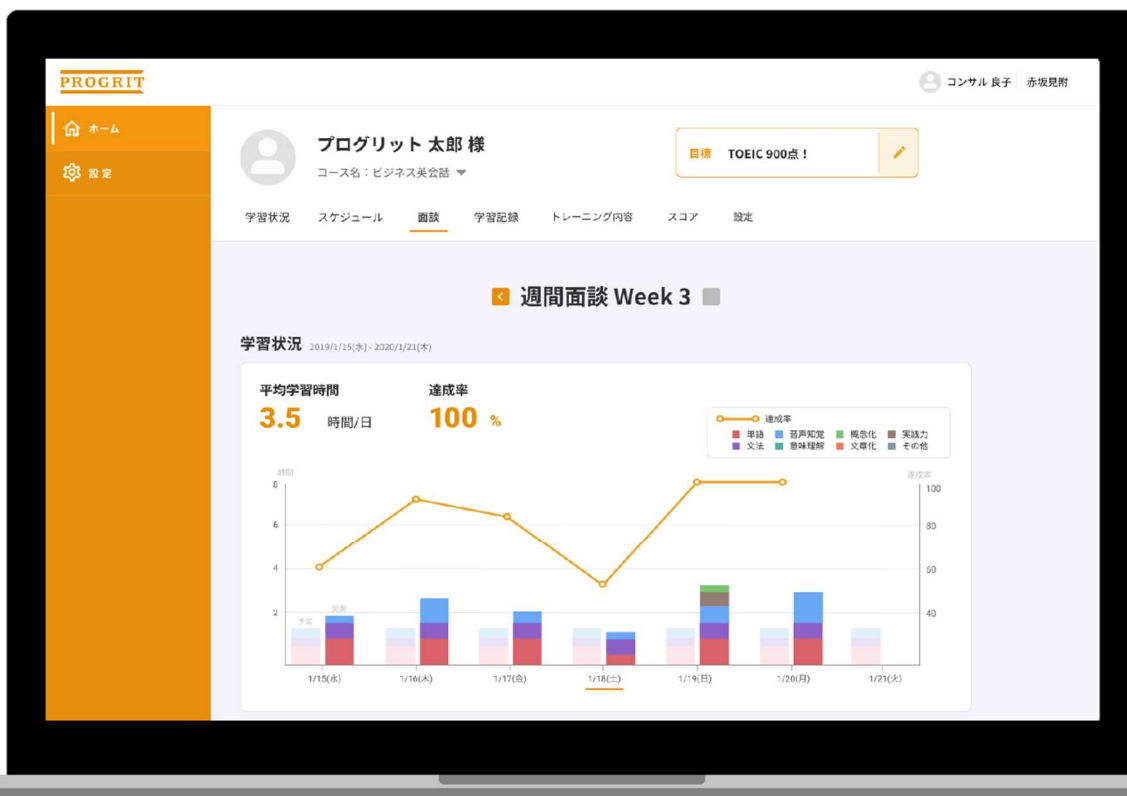 PROGRIT
コンサル 良子 赤坂見附
ホーム
設定
プログリット 太郎 様
コース名：ビジネス英会話
目標 TOEIC 900点！
学習状況 スケジュール 面談 学習記録 トレーニング内容 スコア 設定
週間面談 Week 3
学習状況 2019/1/15(水) - 2020/1/21(木)
平均学習時間 達成率
3.5 時間/日 100 %
達成率
単語 音声知覚 概念化 実践力
文法 意味理解 文章化 その他
時間 達成率
8 100
6 80
4 60
2 40
予定 実測
1/15(水) 1/16(木) 1/17(金) 1/18(土) 1/19(日) 1/20(月) 1/21(火)